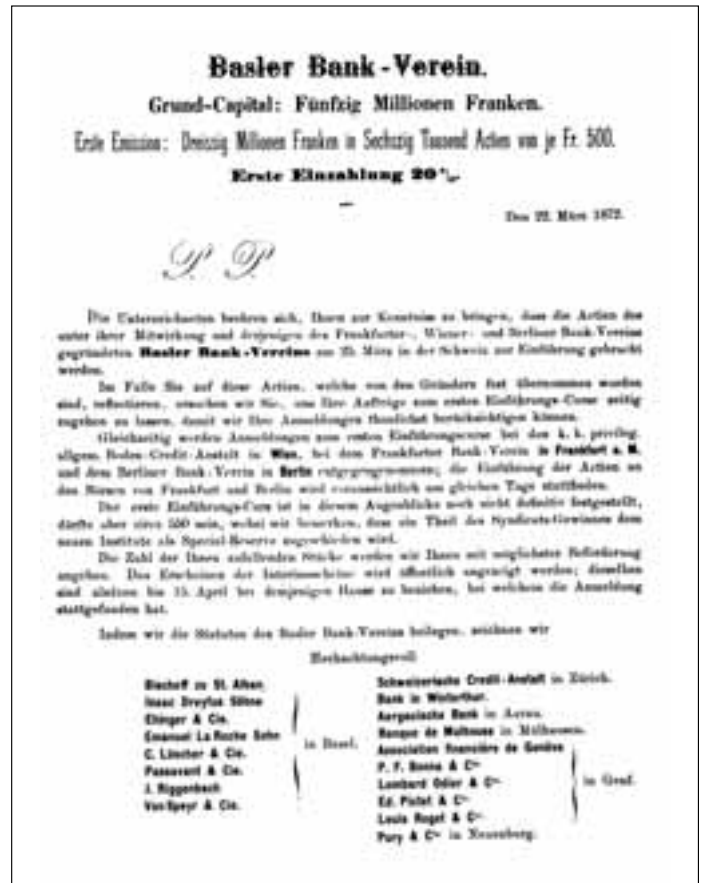 Basler Bank-Verein.
Grund-Capital: Fünfzig Millionen Franken.
Erste Emission: Dreissig Millionen Franken in Sechszig Tausend Actien von je Fr. 500.
Erste Einzahlung 20%.
Den 22. März 1872.
P. P.
Die Unterzeichneten beehren sich, Ihnen zur Kenntniss zu bringen, dass die Actien des
unter ihrer Mitwirkung und derjenigen des Frankfurter-, Wiener- und Berliner Bank-Vereins
gegründeten Basler Bank-Vereins am 25. März in der Schweiz zur Einführung gebracht
werden.
Im Falle Sie auf diese Actien, welche von den Gründern fest übernommen worden
sind, reflectieren, ersuchen wir Sie, uns Ihre Aufträge zum ersten Einführungs-Curse zeitig
zugehen zu lassen, damit wir Ihre Anmeldungen thunlichst berücksichtigen können.
Gleichzeitig werden Anmeldungen zum ersten Einführungscurse bei der k. k. privileg.
allgem. Boden-Credit-Anstalt in Wien, bei dem Frankfurter Bank-Verein in Frankfurt a. M.
und dem Berliner Bank-Verein in Berlin entgegengenommen; die Einführung der Actien an
den Börsen von Frankfurt und Berlin wird voraussichtlich am gleichen Tage stattfinden.
Der erste Einführungs-Curs ist in diesem Augenblicke noch nicht definitiv festgestellt,
dürfte aber circa 550 sein, wobei wir bemerken, dass ein Theil des Syndicats-Gewinnes dem
neuen Institute als Special-Reserve zugeschieden wird.
Die Zahl der Ihnen zufallenden Stücke werden wir Ihnen mit möglichster Beförderung
angeben. Das Erscheinen der Interimsscheine wird öffentlich angezeigt werden; dieselben
sind alsdann bis 15. April bei demjenigen Hause zu beziehen, bei welchem die Anmeldung
stattgefunden hat.
Indem wir die Statuten des Basler Bank-Vereins beilegen, zeichnen wir
Hochachtungsvoll
Bischoff zu St. Alban.
Isaac Dreyfus Söhne
Ehinger & Cie.
Emanuel La Roche Sohn
C. Lüscher & Cie.
Passavant & Cie.
J. Riggenbach
Von Speyr & Cie.
in Basel.
Schweizerische Credit-Anstalt in Zürich.
Bank in Winterthur.
Aargauische Bank in Aarau.
Banque de Mulhouse in Mülhausen.
Association financière de Genève
P. F. Bonna & Cie
Lombard Odier & Cie
Ed. Pictet & Cie
Louis Roget & Cie
in Genf.
Pury & Cie in Neuenburg.